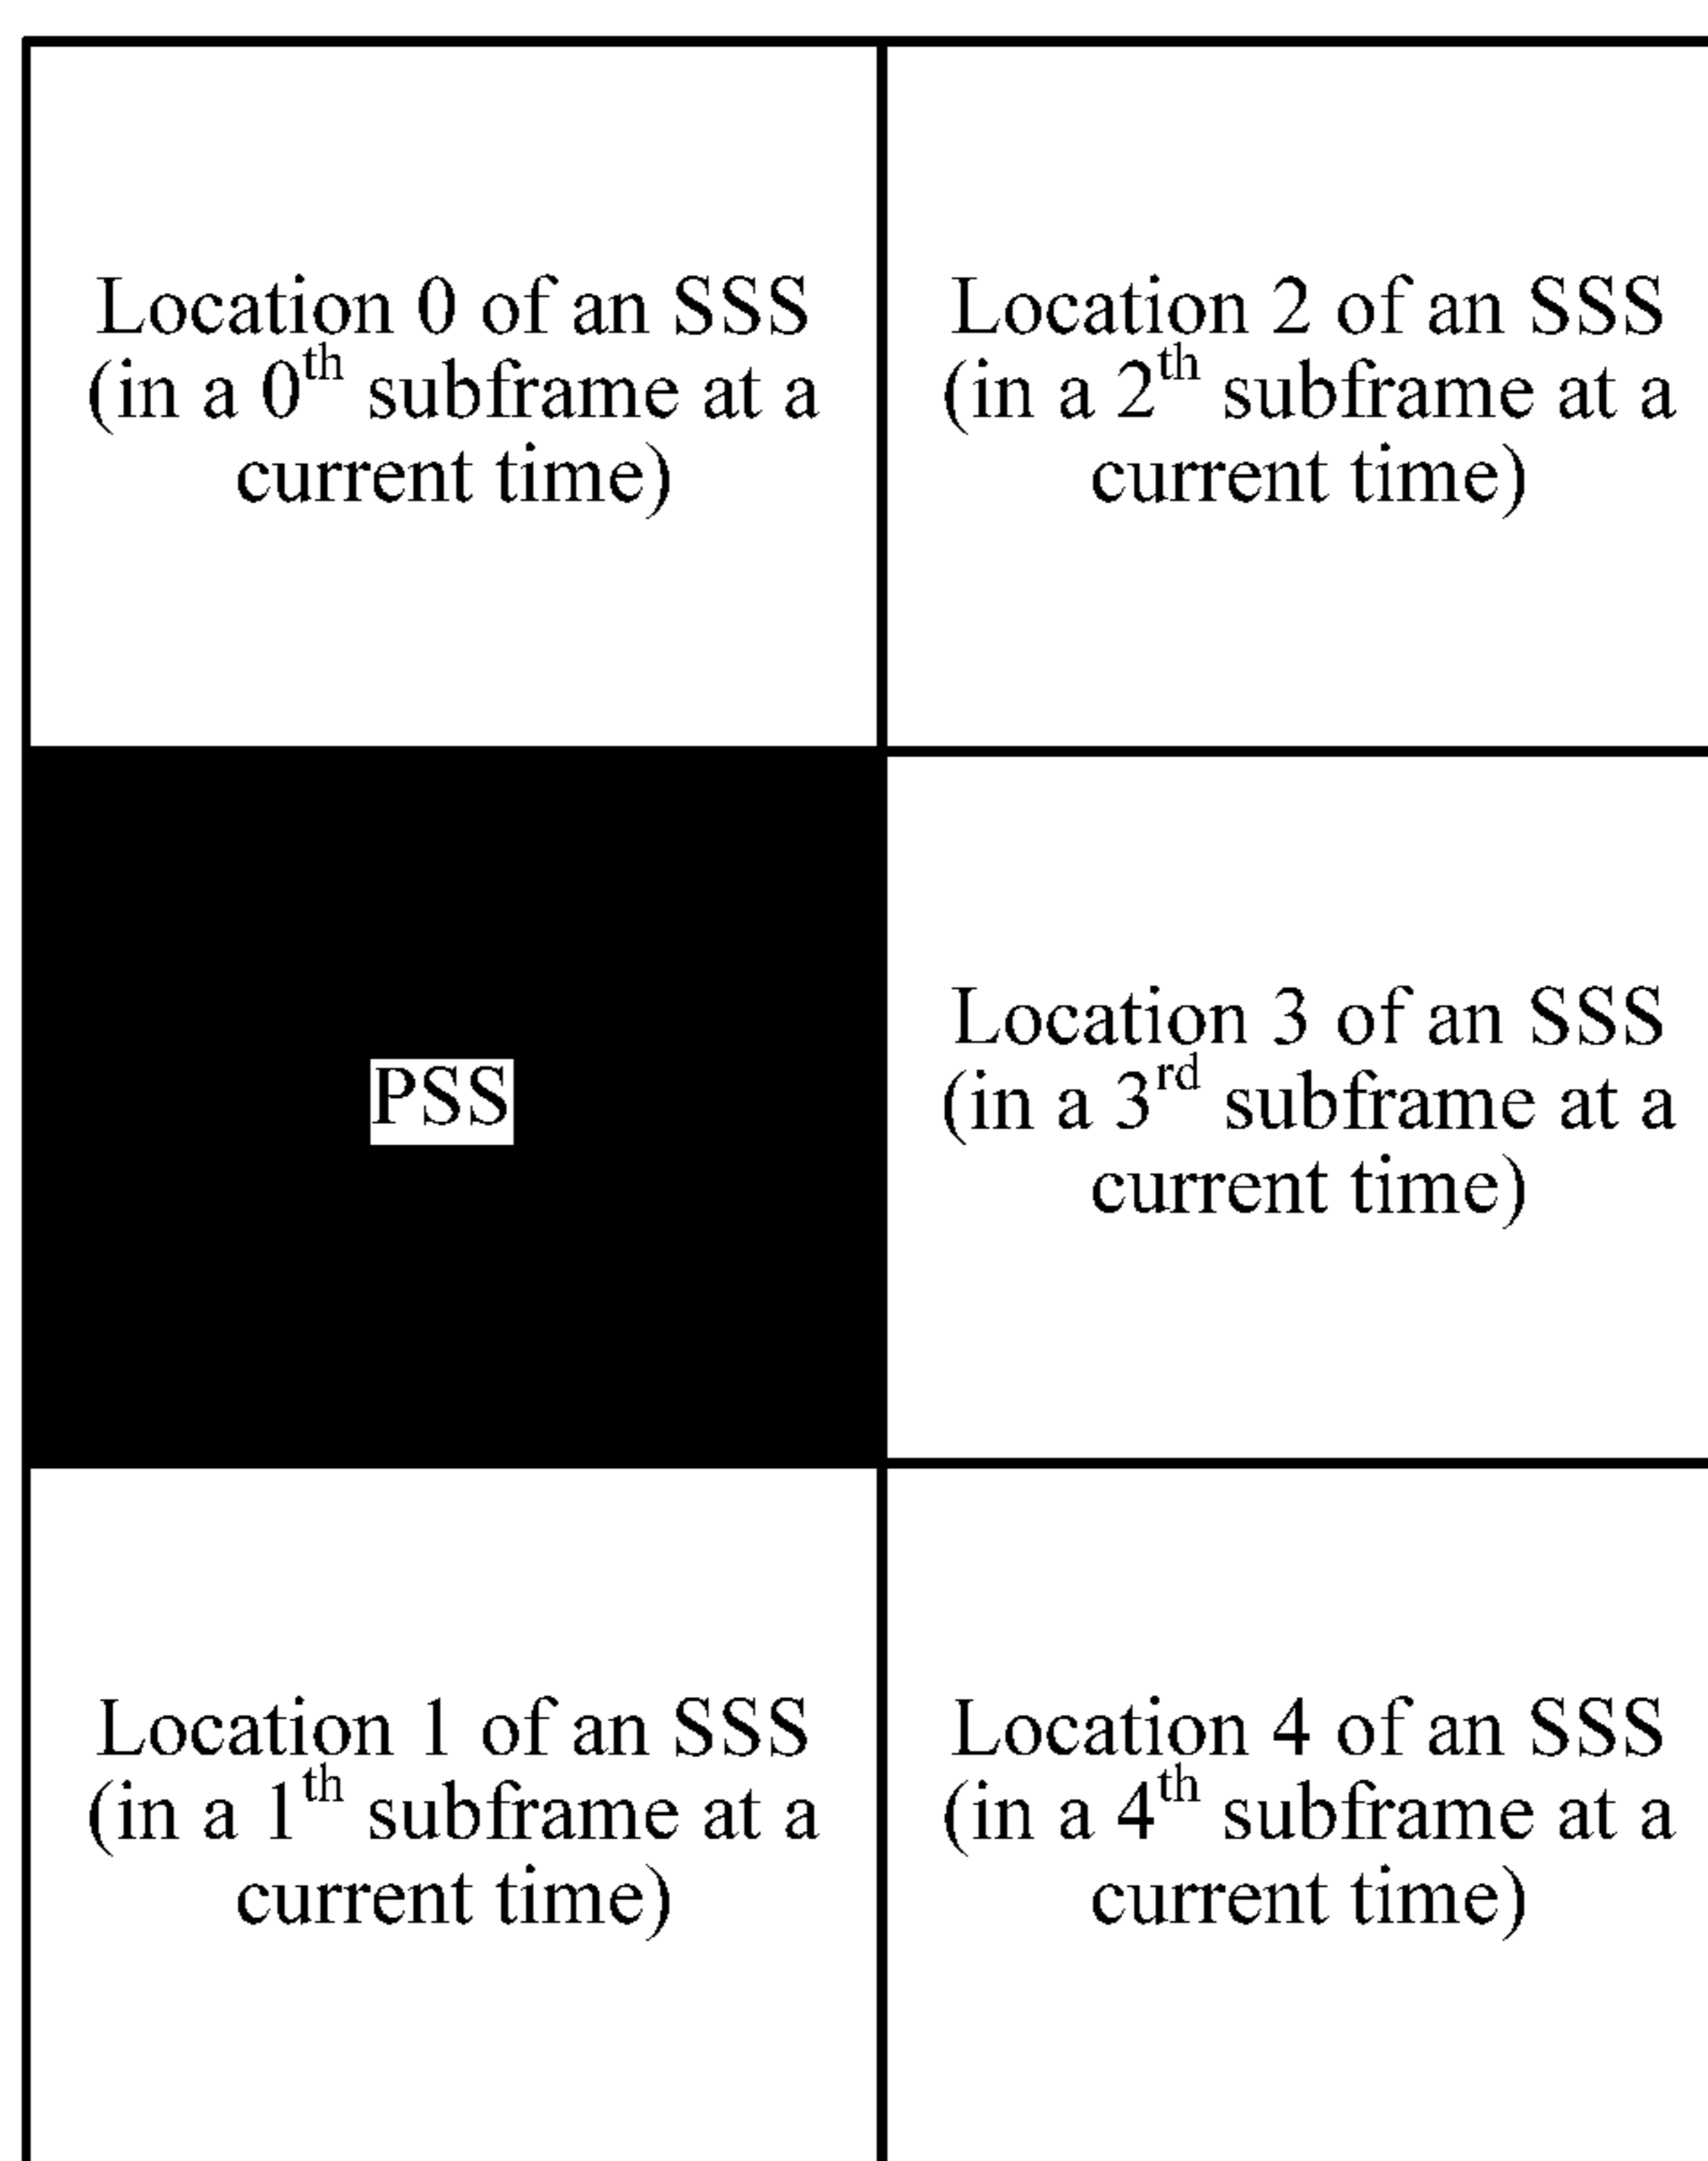 Location 0 of an SSS
(in a 0th subframe at a
current time)
Location 2 of an SSS
(in a 2th subframe at a
current time)
PSS
Location 3 of an SSS
(in a 3rd subframe at a
current time)
Location 1 of an SSS
(in a 1th subframe at a
current time)
Location 4 of an SSS
(in a 4th subframe at a
current time)